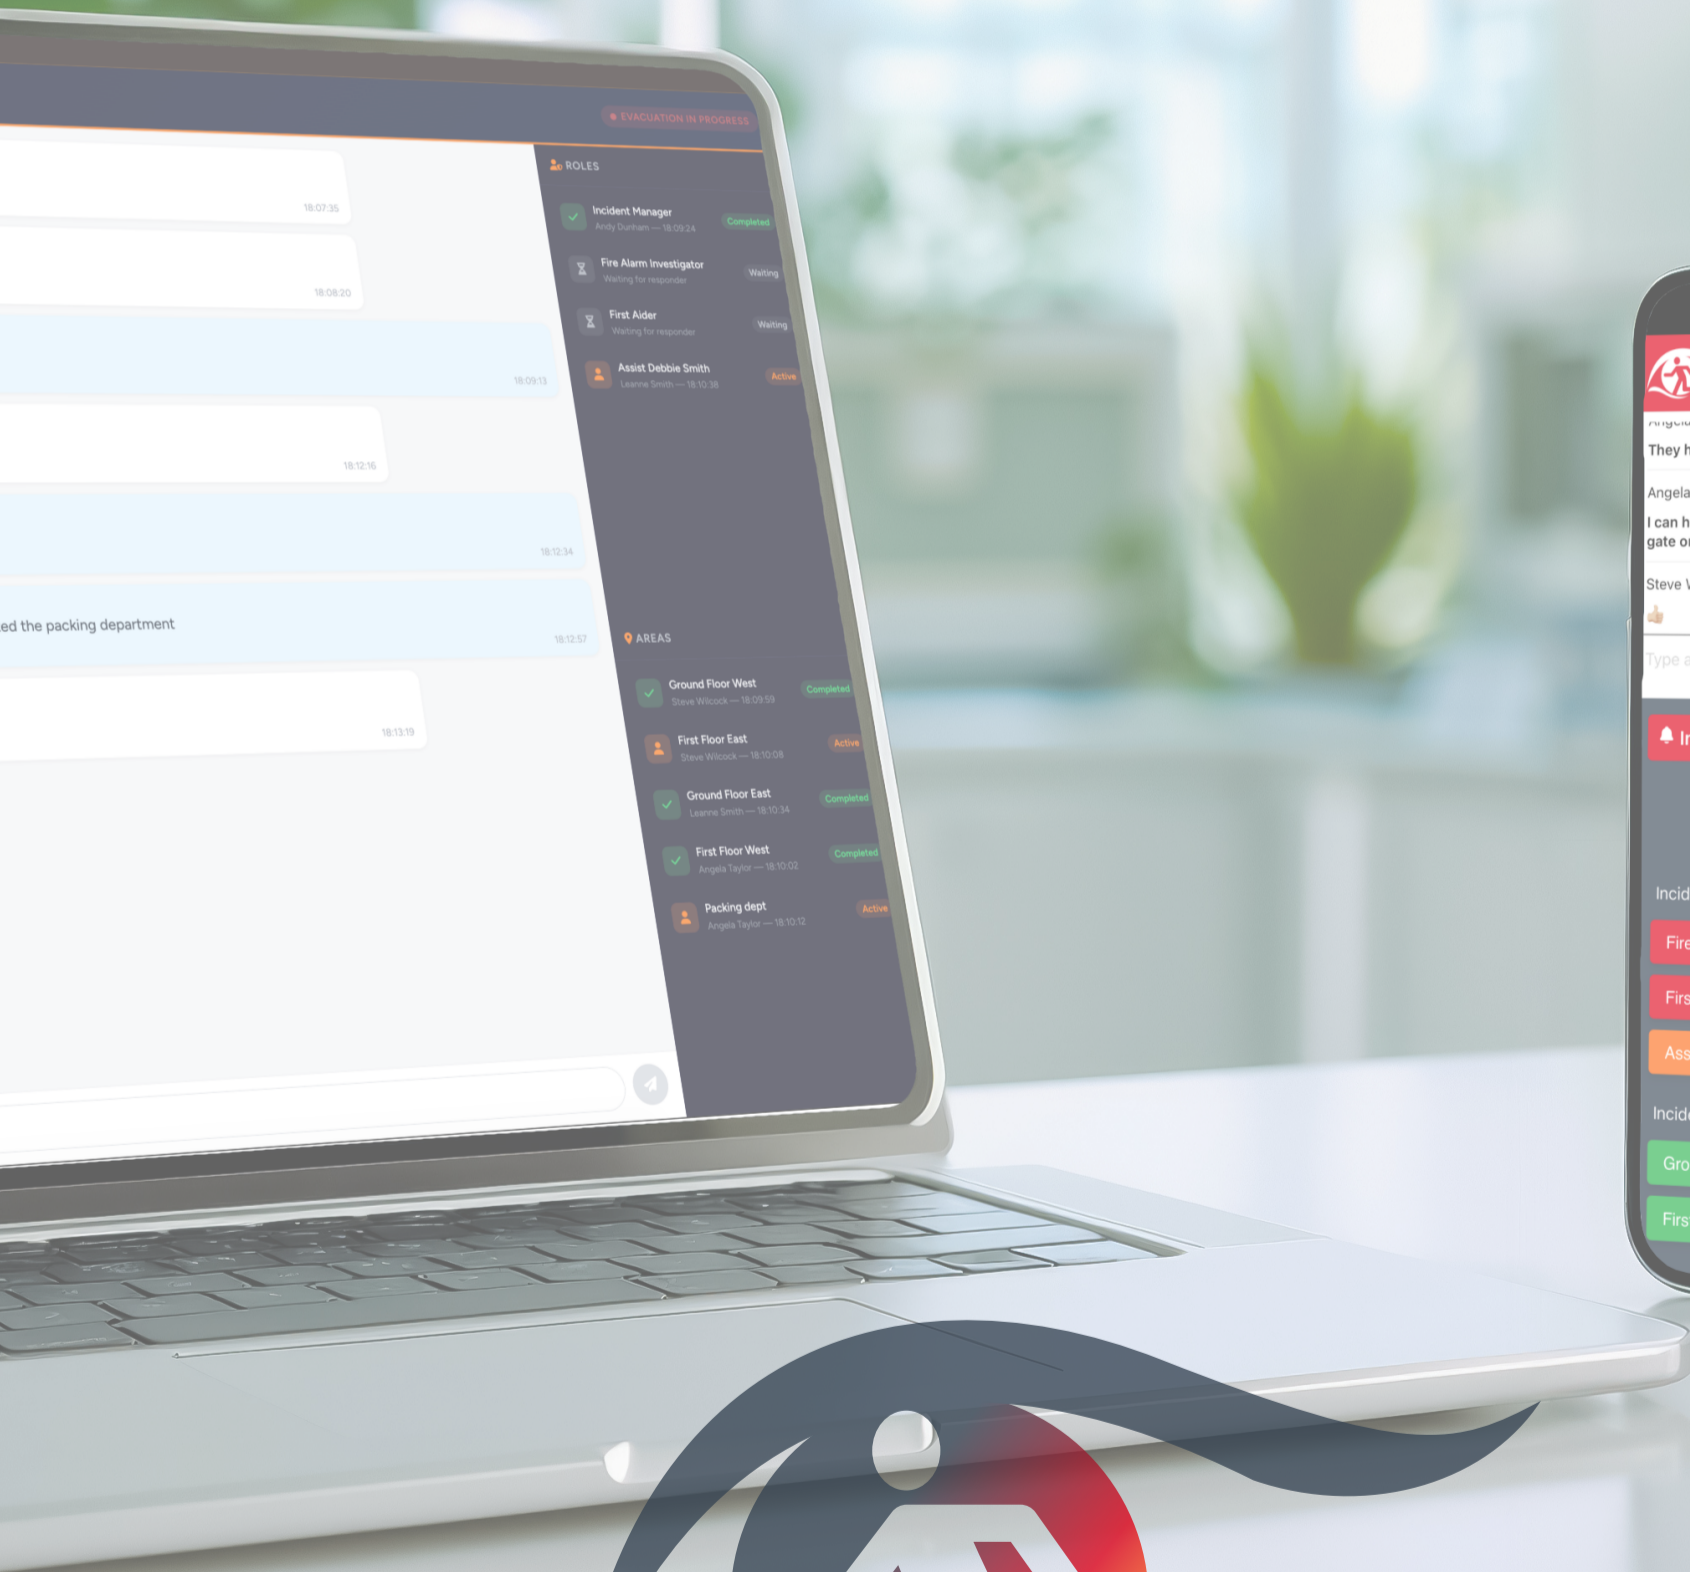 EVACUATION IN PROGRESS
18:07:35
18:08:20
18:09:13
18:12:16
18:12:34
ed the packing department
18:12:57
18:13:19
ROLES
Incident Manager
Completed
Andy Dunham — 18:09:24
Fire Alarm Investigator
Waiting
Waiting for responder
First Aider
Waiting
Waiting for responder
Assist Debbie Smith
Active
Leanne Smith — 18:10:38
AREAS
Ground Floor West
Completed
Steve Wilcock — 18:09:59
First Floor East
Active
Steve Wilcock — 18:10:08
Ground Floor East
Completed
Leanne Smith — 18:10:34
First Floor West
Completed
Angela Taylor — 18:10:02
Packing dept
Active
Angela Taylor — 18:10:12
Angela
They h
Angela
I can h
gate o
Steve W
👍🏼
Type a
In
Incid
Fire
Firs
Ass
Incide
Gro
Firs